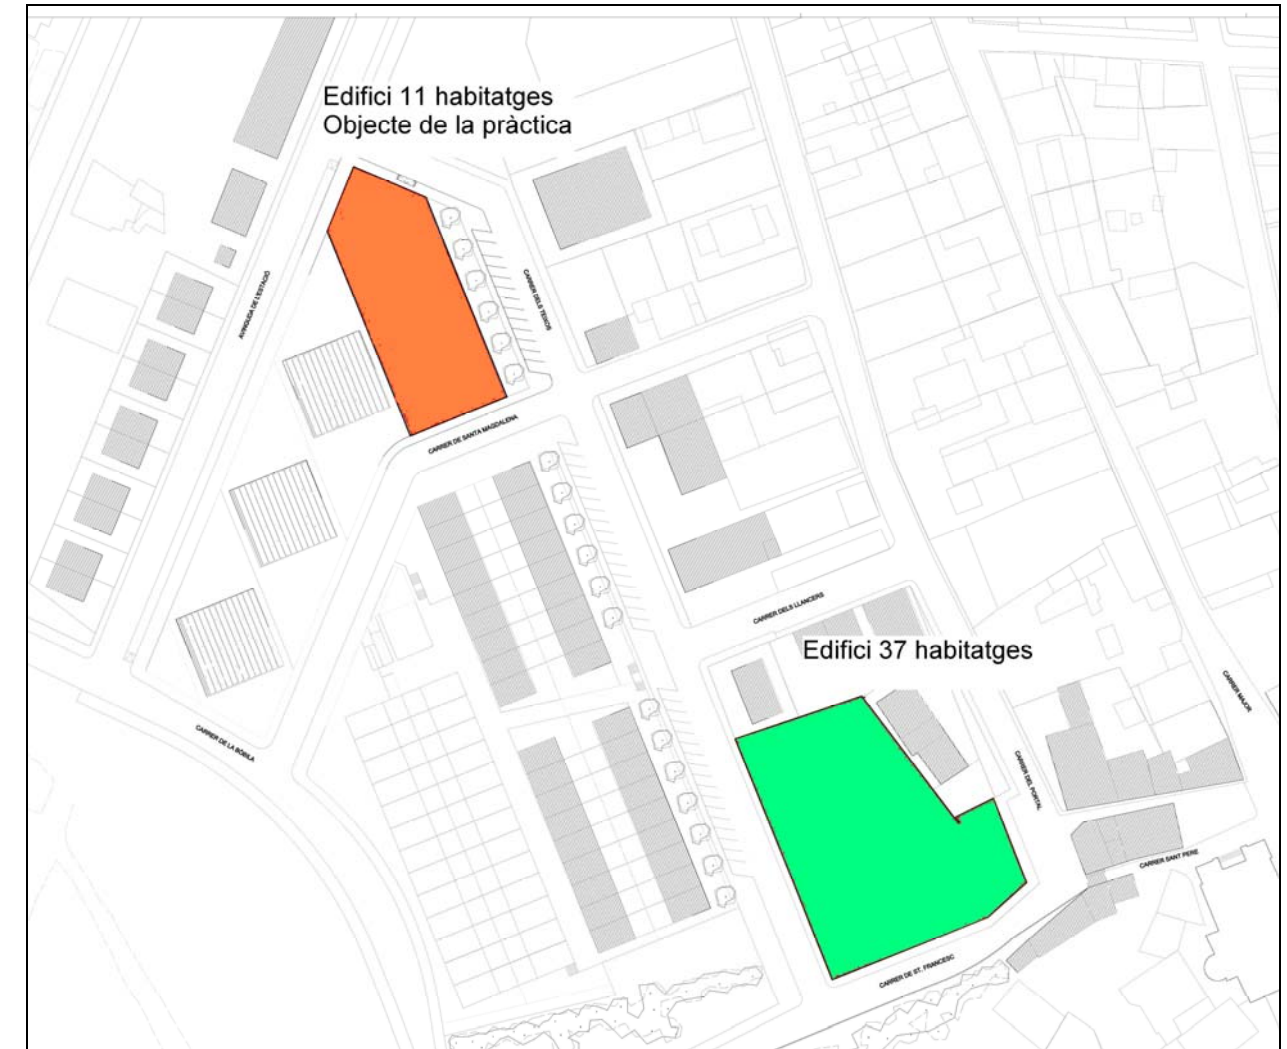 Edifici 11 habitatges
Objecte de la pràctica
AVINGUDA DE L'ESTACIÓ
CARRER DELS TEIXOS
CARRER DE SANTA MAGDALENA
CARRER DELS LLANCERS
Edifici 37 habitatges
CARRER MAJOR
CARRER DE LA BÒBILA
CARRER DEL PORTAL
CARRER SANT PERE
CARRER DE ST. FRANCESC